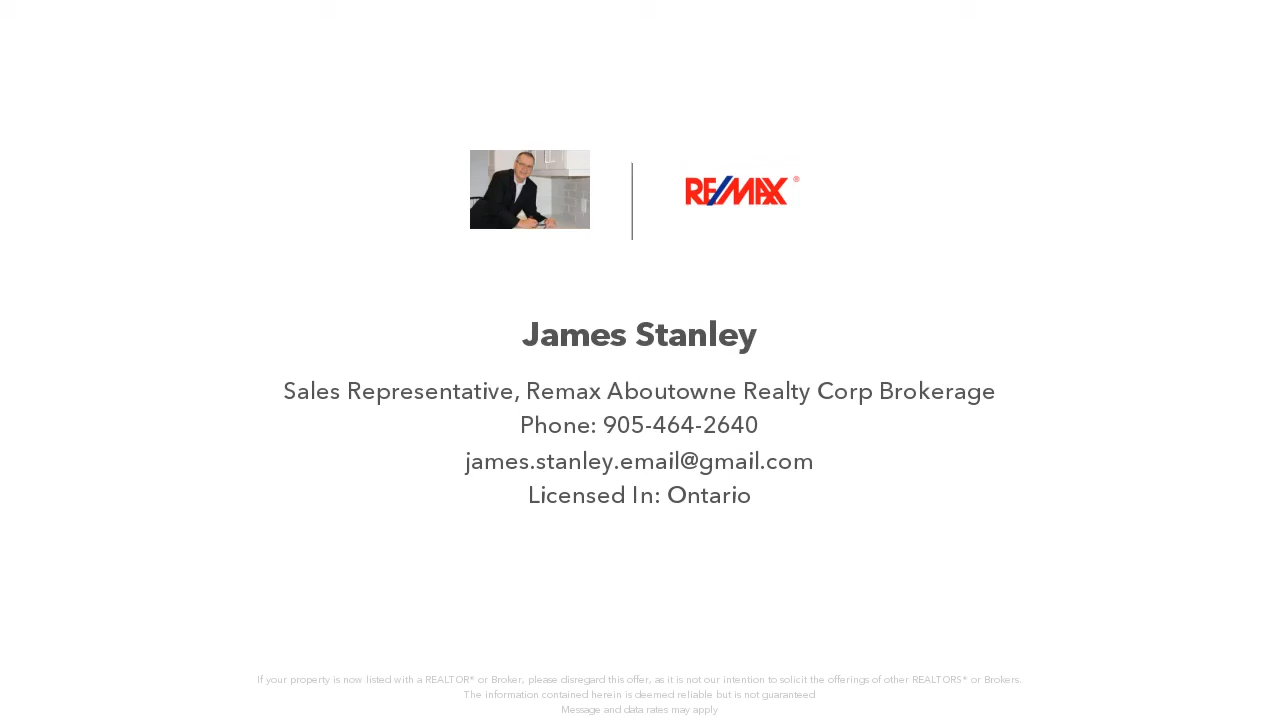 RE/MAX®
James Stanley
Sales Representative, Remax Aboutowne Realty Corp Brokerage
Phone: 905-464-2640
james.stanley.email@gmail.com
Licensed In: Ontario
If your property is now listed with a REALTOR® or Broker, please disregard this offer, as it is not our intention to solicit the offerings of other REALTORS® or Brokers.
The information contained herein is deemed reliable but is not guaranteed
Message and data rates may apply